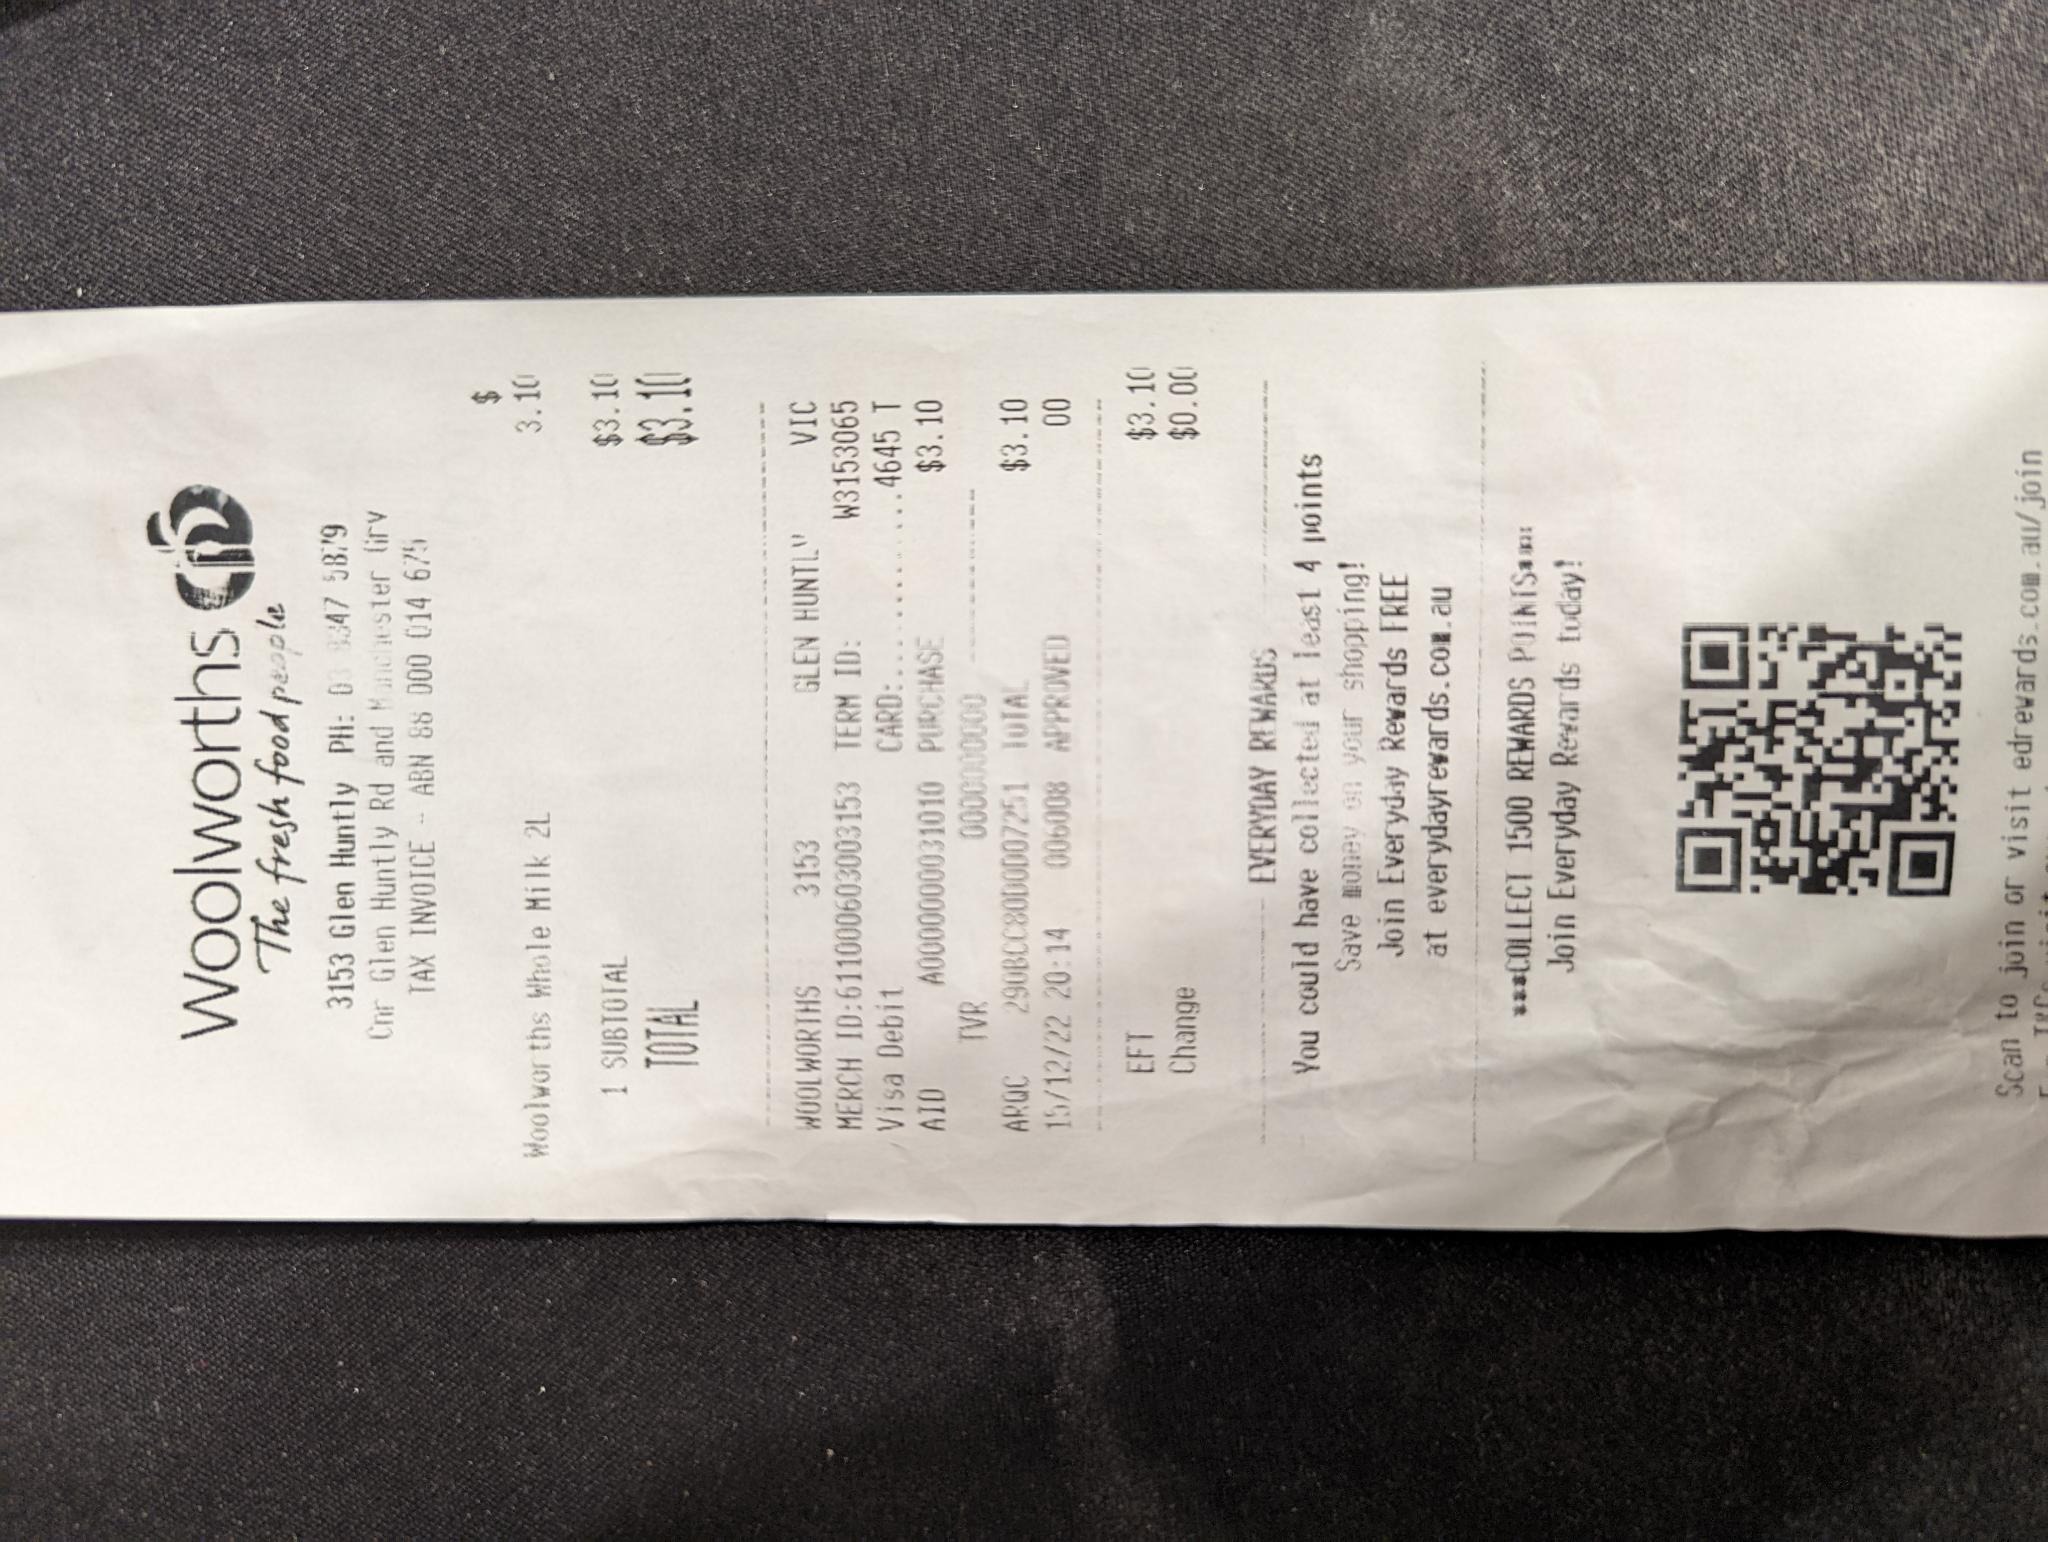 Woolworths
The fresh food people
3153 Glen Huntly PH: 03 8347 5879
Cnr Glen Huntly Rd and Manchester Grv
TAX INVOICE - ABN 88 000 014 675
$
Woolworths Whole Milk 2L 3.10
1 SUBTOTAL $3.10
TOTAL $3.10
WOOLWORTHS 3153 GLEN HUNTLY VIC
MERCH ID:611000603003153 TERM ID: W3153065
Visa Debit CARD:............4645 T
AID A0000000031010 PURCHASE $3.10
TVR 0000000000
ARQC 290BCC80D0D07251 TOTAL $3.10
15/12/22 20:14 006008 APPROVED 00
EFT $3.10
Change $0.00
EVERYDAY REWARDS
You could have collected at least 4 points
Save money on your shopping!
Join Everyday Rewards FREE
at everydayrewards.com.au
***COLLECT 1500 REWARDS POINTS***
Join Everyday Rewards today!
Scan to join or visit edrewards.com.au/join